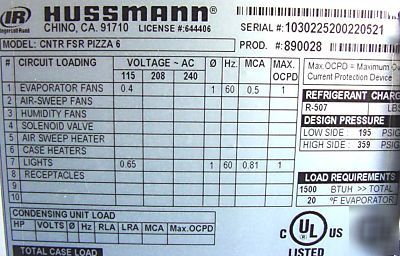 IR HUSSMANN® SERIAL #: 1030225200220521
Ingersoll-Rand CHINO, CA. 91710 LICENSE #:644406
MODEL: CNTR FSR PIZZA 6 PROD. #: 890028
# CIRCUIT LOADING VOLTAGE ~ AC Ø Hz MCA MAX. OCPD
115 208 240
1 EVAPORATOR FANS 0.4 1 60 0.5 1
2 AIR-SWEEP FANS
3 HUMIDITY FANS
4 SOLENOID VALVE
5 AIR SWEEP HEATER
6 CASE HEATERS
7 LIGHTS 0.65 1 60 0.81 1
8 RECEPTACLES
9
10
CONDENSING UNIT LOAD
HP VOLTS Ø Hz RLA LRA MCA Max.OCPD
TOTAL CASE LOAD
Max.OCPD = Maximum
Current Protection Device
REFRIGERANT
R-507 LBS
DESIGN PRESSURE
LOW SIDE : 195 PSIG
HIGH SIDE : 359 PSIG
LOAD REQUIREMENTS
1500 BTUH >> TOTAL
20 °F EVAPORATOR
C UL US ®
LISTED